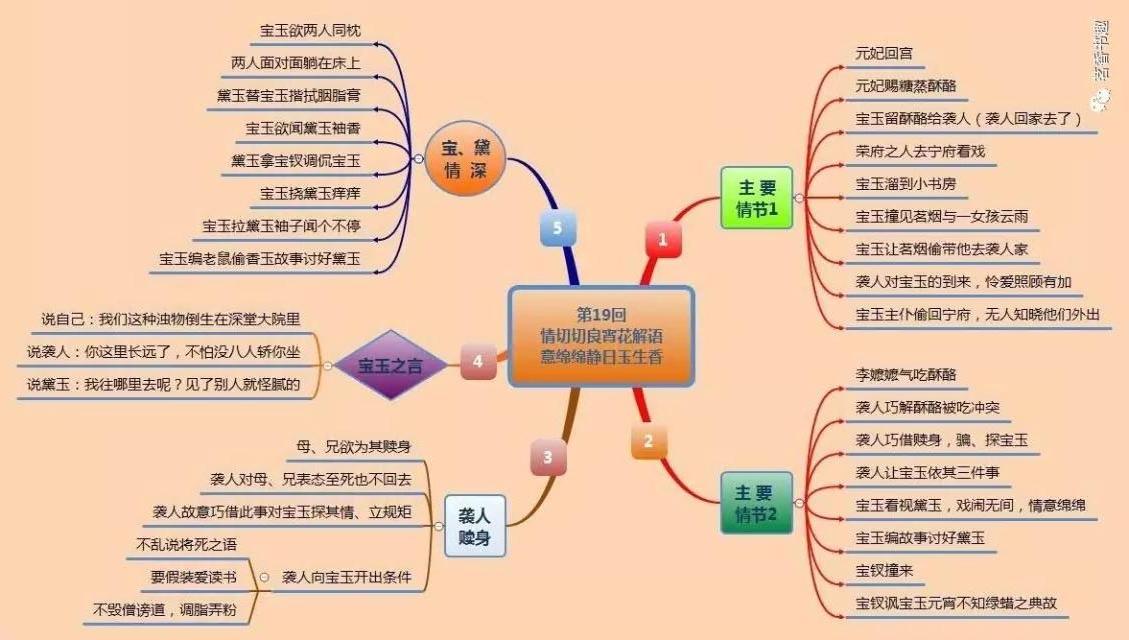 茗香书趣
第19回
情切切良宵花解语
意绵绵静日玉生香
1
主 要
情节1
元妃回宫
元妃赐糖蒸酥酪
宝玉留酥酪给袭人（袭人回家去了）
荣府之人去宁府看戏
宝玉溜到小书房
宝玉撞见茗烟与一女孩云雨
宝玉让茗烟偷带他去袭人家
袭人对宝玉的到来，怜爱照顾有加
宝玉主仆偷回宁府，无人知晓他们外出
2
主 要
情节2
李嬷嬷气吃酥酪
袭人巧解酥酪被吃冲突
袭人巧借赎身，骗、探宝玉
袭人让宝玉依其三件事
宝玉看视黛玉，戏闹无间，情意绵绵
宝玉编故事讨好黛玉
宝钗撞来
宝钗讽宝玉元宵不知绿蜡之典故
3
袭人
赎身
母、兄欲为其赎身
袭人对母、兄表态至死也不回去
袭人故意巧借此事对宝玉探其情、立规矩
袭人向宝玉开出条件
不乱说将死之语
要假装爱读书
不毁僧谤道，调脂弄粉
4
宝玉之言
说自己：我们这种浊物倒生在深堂大院里
说袭人：你这里长远了，不怕没八人轿你坐
说黛玉：我往哪里去呢？见了别人就怪腻的
5
宝、黛
情 深
宝玉欲两人同枕
两人面对面躺在床上
黛玉替宝玉揩拭胭脂膏
宝玉欲闻黛玉袖香
黛玉拿宝钗调侃宝玉
宝玉挠黛玉痒痒
宝玉拉黛玉袖子闻个不停
宝玉编老鼠偷香玉故事讨好黛玉